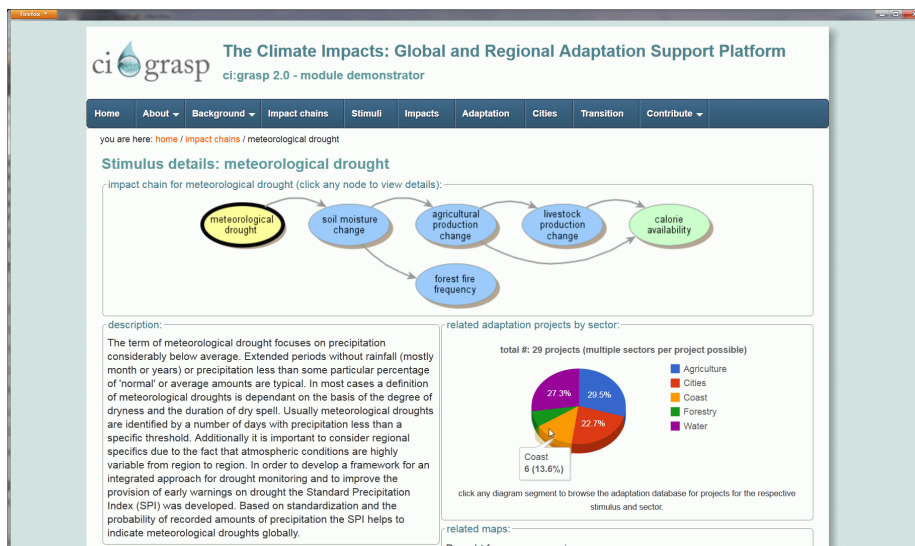 Firefox
ci grasp
The Climate Impacts: Global and Regional Adaptation Support Platform
ci:grasp 2.0 - module demonstrator
Home About Background Impact chains Stimuli Impacts Adaptation Cities Transition Contribute
you are here: home / impact chains / meteorological drought
Stimulus details: meteorological drought
impact chain for meteorological drought (click any node to view details):
meteorological
drought
soil moisture
change
agricultural
production
change
livestock
production
change
calorie
availability
forest fire
frequency
description:
The term of meteorological drought focuses on precipitation
considerably below average. Extended periods without rainfall (mostly
month or years) or precipitation less than some particular percentage
of 'normal' or average amounts are typical. In most cases a definition
of meteorological droughts is dependant on the basis of the degree of
dryness and the duration of dry spell. Usually meteorological droughts
are identified by a number of days with precipitation less than a
specific threshold. Additionally it is important to consider regional
specifics due to the fact that atmospheric conditions are highly
variable from region to region. In order to develop a framework for an
integrated approach for drought monitoring and to improve the
provision of early warnings on drought the Standard Precipitation
Index (SPI) was developed. Based on standardization and the
probability of recorded amounts of precipitation the SPI helps to
indicate meteorological droughts globally.
related adaptation projects by sector:
total #: 29 projects (multiple sectors per project possible)
27.3%
29.5%
22.7%
Agriculture
Cities
Coast
Forestry
Water
Coast
6 (13.6%)
click any diagram segment to browse the adaptation database for projects for the respective
stimulus and sector.
related maps: